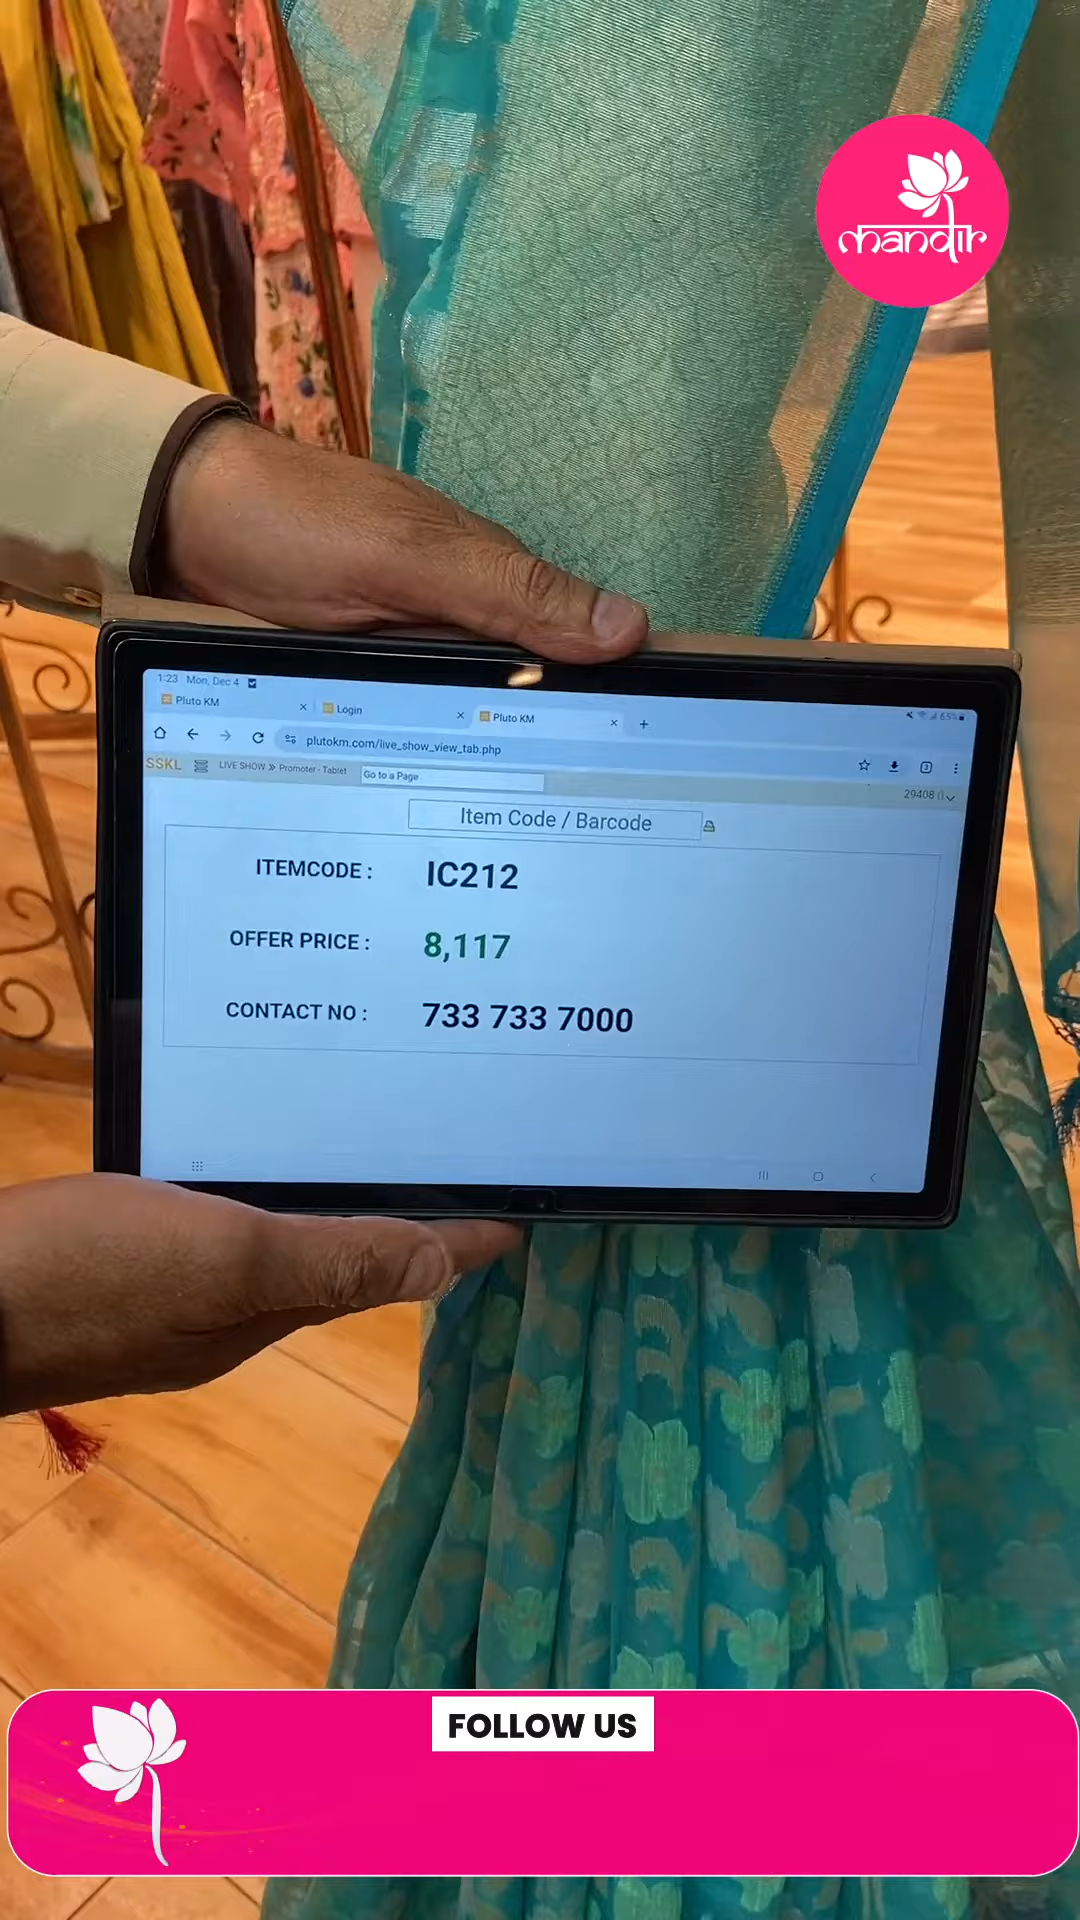 mandir
1:23 Mon, Dec 4
65%
Pluto KM
Login
Pluto KM
plutokm.com/live_show_view_tab.php
3
SSKL
LIVE SHOW » Promoter - Tablet
Go to a Page
29408 ()
Item Code / Barcode
ITEMCODE : IC212
OFFER PRICE : 8,117
CONTACT NO : 733 733 7000
FOLLOW US